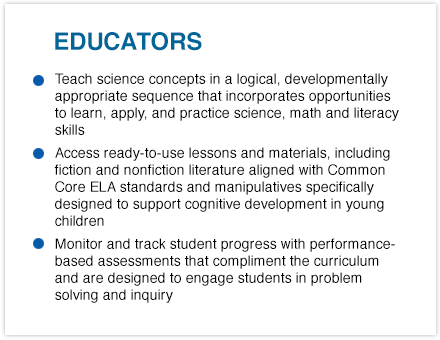 EDUCATORS
Teach science concepts in a logical, developmentally
appropriate sequence that incorporates opportunities
to learn, apply, and practice science, math and literacy
skills
Access ready-to-use lessons and materials, including
fiction and nonfiction literature aligned with Common
Core ELA standards and manipulatives specifically
designed to support cognitive development in young
children
Monitor and track student progress with performance-
based assessments that compliment the curriculum
and are designed to engage students in problem
solving and inquiry